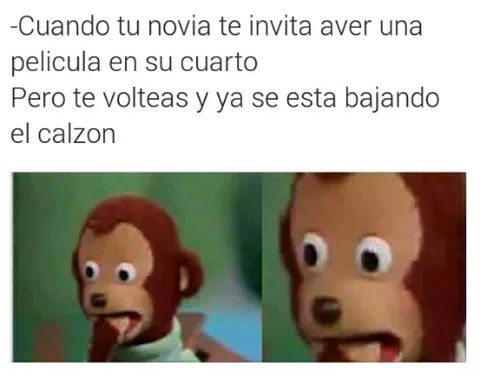 -Cuando tu novia te invita aver una
pelicula en su cuarto
Pero te volteas y ya se esta bajando
el calzon